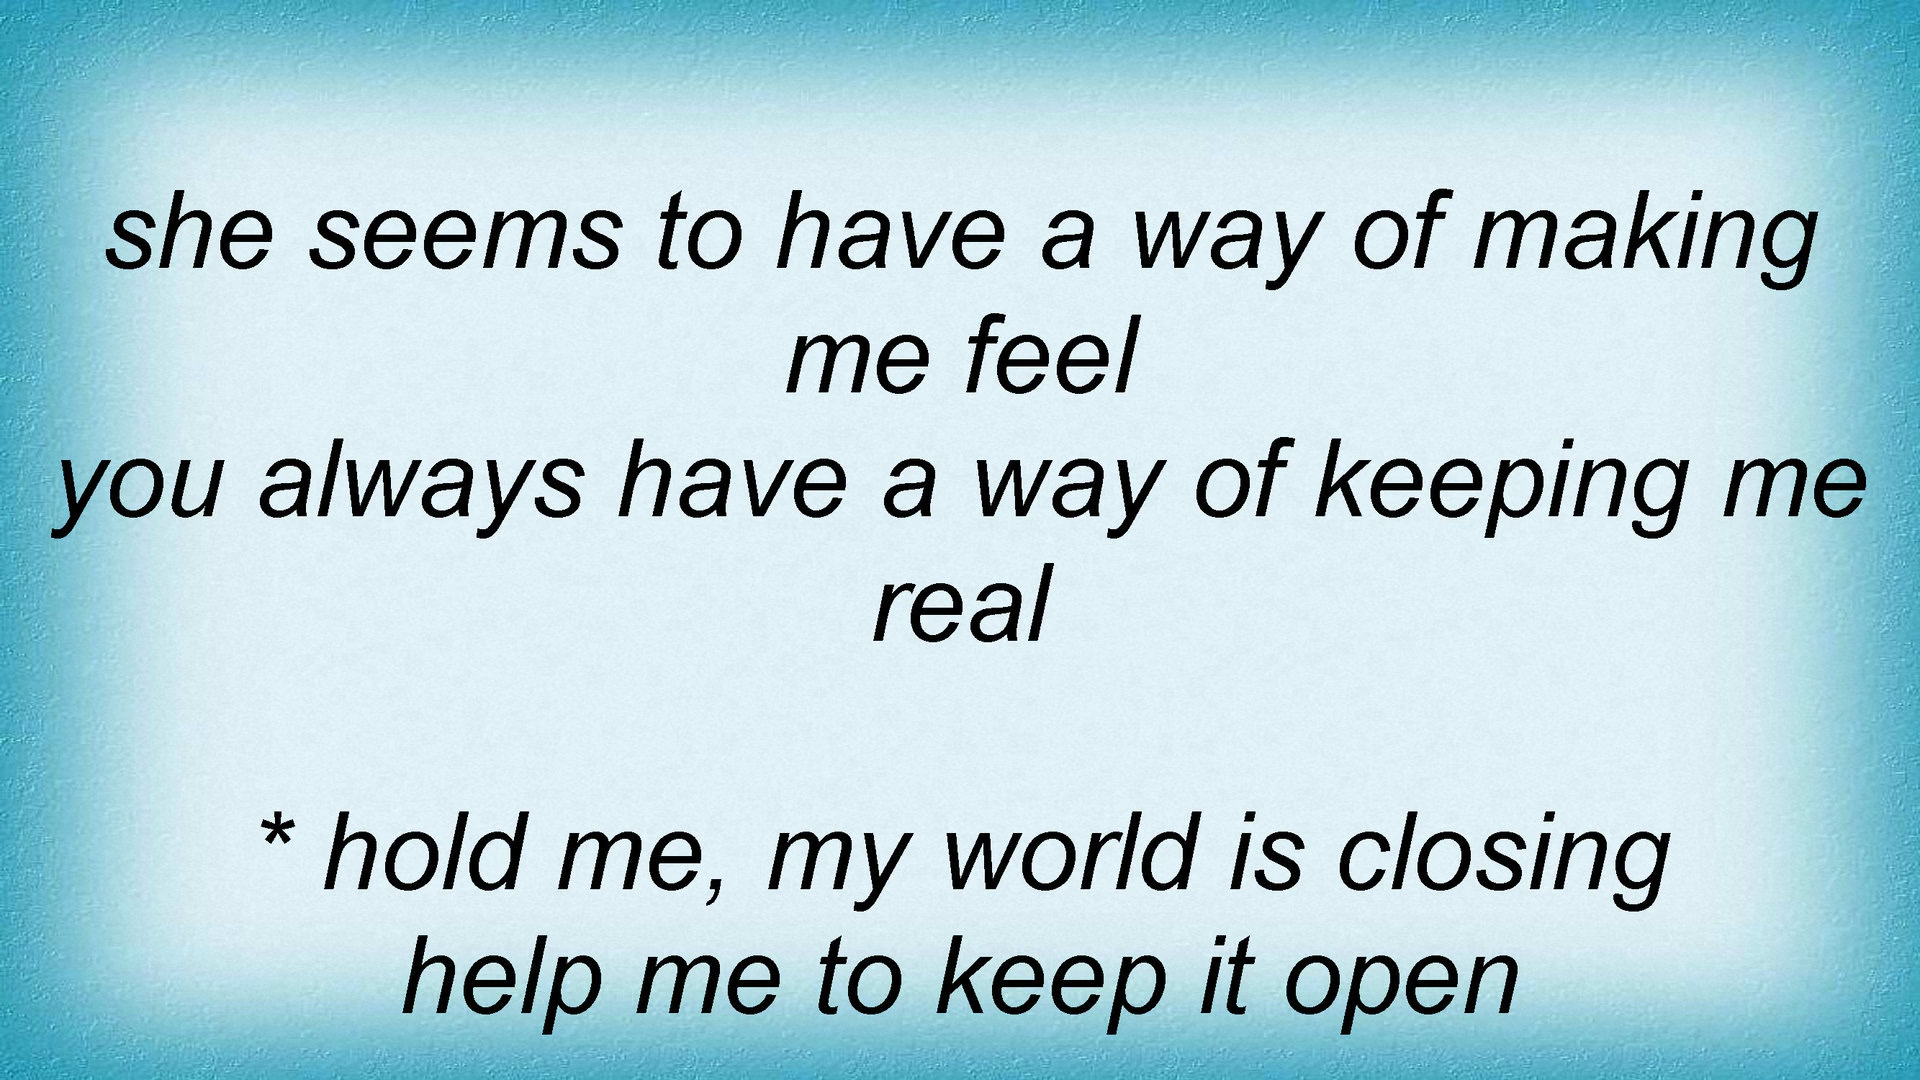 she seems to have a way of making
me feel
you always have a way of keeping me
real
* hold me, my world is closing
help me to keep it open